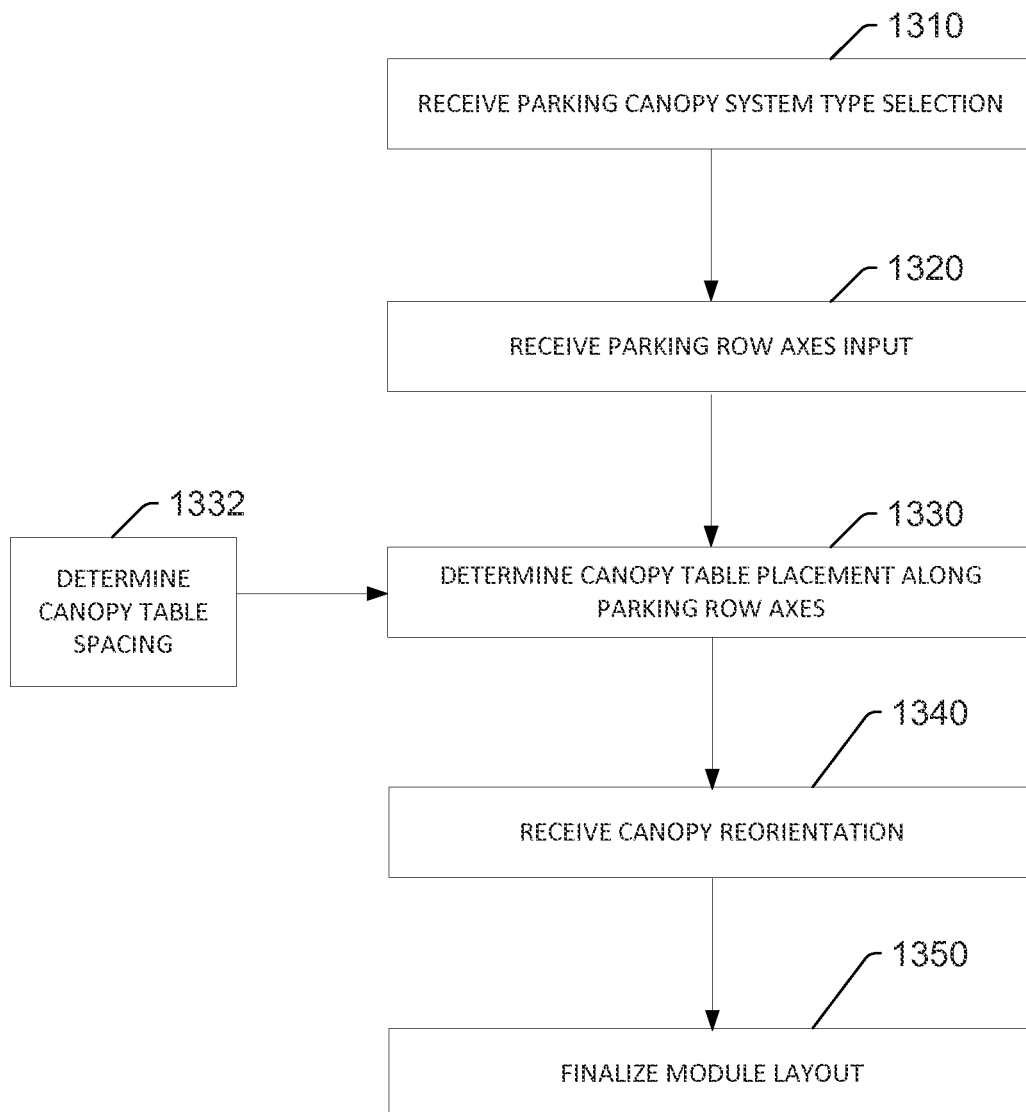 1310
RECEIVE PARKING CANOPY SYSTEM TYPE SELECTION
1320
RECEIVE PARKING ROW AXES INPUT
1332
DETERMINE
CANOPY TABLE
SPACING
1330
DETERMINE CANOPY TABLE PLACEMENT ALONG
PARKING ROW AXES
1340
RECEIVE CANOPY REORIENTATION
1350
FINALIZE MODULE LAYOUT